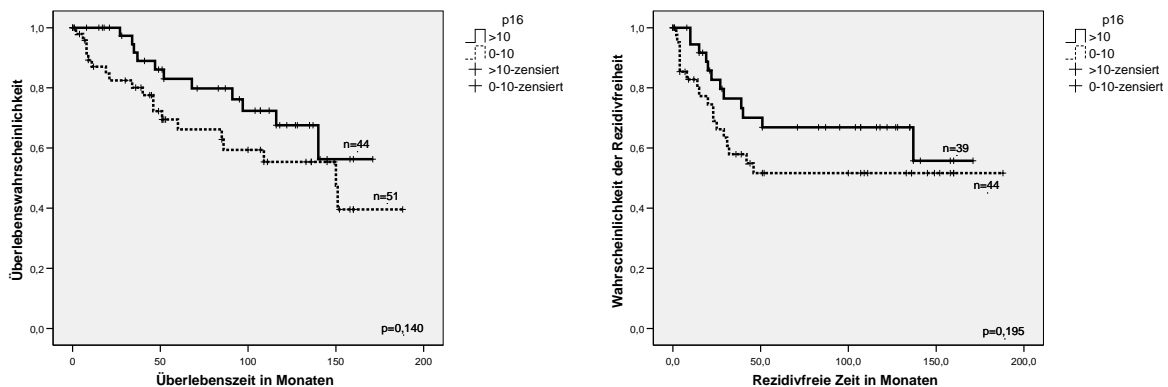 Überlebenswahrscheinlichkeit
1,0
0,8
0,6
0,4
0,2
0,0
0
50
100
150
200
Überlebenszeit in Monaten
n=44
n=51
p=0,140
p16
>10
0-10
>10-zensiert
0-10-zensiert
Wahrscheinlichkeit der Rezidivfreiheit
1,0
0,8
0,6
0,4
0,2
0,0
0,0
50,0
100,0
150,0
200,0
Rezidivfreie Zeit in Monaten
n=39
n=44
p=0,195
p16
>10
0-10
>10-zensiert
0-10-zensiert